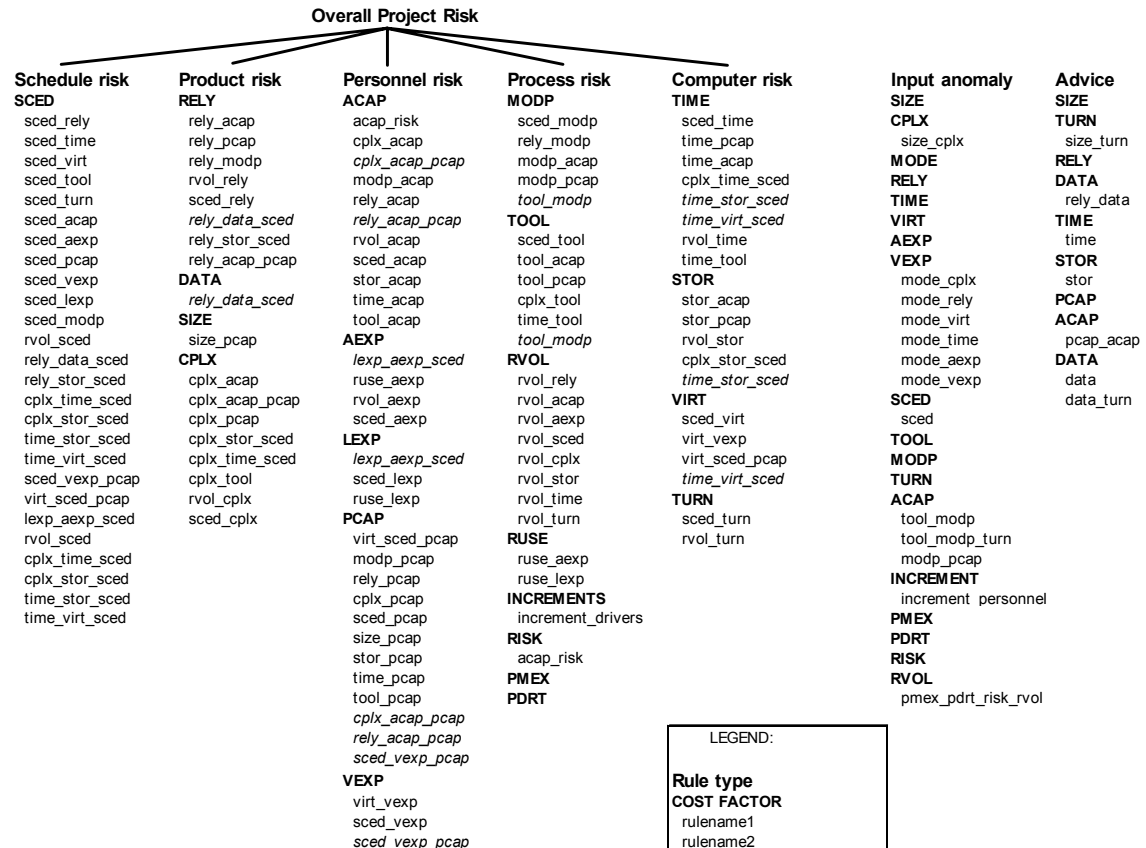 Overall Project Risk
Schedule risk
SCED
sced_rely
sced_time
sced_virt
sced_tool
sced_turn
sced_acap
sced_aexp
sced_pcap
sced_vexp
sced_lexp
sced_modp
rvol_sced
rely_data_sced
rely_stor_sced
cplx_time_sced
cplx_stor_sced
time_stor_sced
time_virt_sced
sced_vexp_pcap
virt_sced_pcap
lexp_aexp_sced
rvol_sced
cplx_time_sced
cplx_stor_sced
time_stor_sced
time_virt_sced
Product risk
RELY
rely_acap
rely_pcap
rely_modp
rvol_rely
sced_rely
rely_data_sced
rely_stor_sced
rely_acap_pcap
DATA
rely_data_sced
SIZE
size_pcap
CPLX
cplx_acap
cplx_acap_pcap
cplx_pcap
cplx_stor_sced
cplx_time_sced
cplx_tool
rvol_cplx
sced_cplx
Personnel risk
ACAP
acap_risk
cplx_acap
cplx_acap_pcap
modp_acap
rely_acap
rely_acap_pcap
rvol_acap
sced_acap
stor_acap
time_acap
tool_acap
AEXP
lexp_aexp_sced
ruse_aexp
rvol_aexp
sced_aexp
LEXP
lexp_aexp_sced
sced_lexp
ruse_lexp
PCAP
virt_sced_pcap
modp_pcap
rely_pcap
cplx_pcap
sced_pcap
size_pcap
stor_pcap
time_pcap
tool_pcap
cplx_acap_pcap
rely_acap_pcap
sced_vexp_pcap
VEXP
virt_vexp
sced_vexp
sced_vexp_pcap
Process risk
MODP
sced_modp
rely_modp
modp_acap
modp_pcap
tool_modp
TOOL
sced_tool
tool_acap
tool_pcap
cplx_tool
time_tool
tool_modp
RVOL
rvol_rely
rvol_acap
rvol_aexp
rvol_sced
rvol_cplx
rvol_stor
rvol_time
rvol_turn
RUSE
ruse_aexp
ruse_lexp
INCREMENTS
increment_drivers
RISK
acap_risk
PMEX
PDRT
Computer risk
TIME
sced_time
time_pcap
time_acap
cplx_time_sced
time_stor_sced
time_virt_sced
rvol_time
time_tool
STOR
stor_acap
stor_pcap
rvol_stor
cplx_stor_sced
time_stor_sced
VIRT
sced_virt
virt_vexp
virt_sced_pcap
time_virt_sced
TURN
sced_turn
rvol_turn
Input anomaly
SIZE
CPLX
size_cplx
MODE
RELY
TIME
VIRT
AEXP
VEXP
mode_cplx
mode_rely
mode_virt
mode_time
mode_aexp
mode_vexp
SCED
sced
TOOL
MODP
TURN
ACAP
tool_modp
tool_modp_turn
modp_pcap
INCREMENT
increment_personnel
PMEX
PDRT
RISK
RVOL
pmex_pdrt_risk_rvol
Advice
SIZE
TURN
size_turn
RELY
DATA
rely_data
TIME
time
STOR
stor
PCAP
ACAP
pcap_acap
DATA
data
data_turn
LEGEND:
Rule type
COST FACTOR
rulename1
rulename2